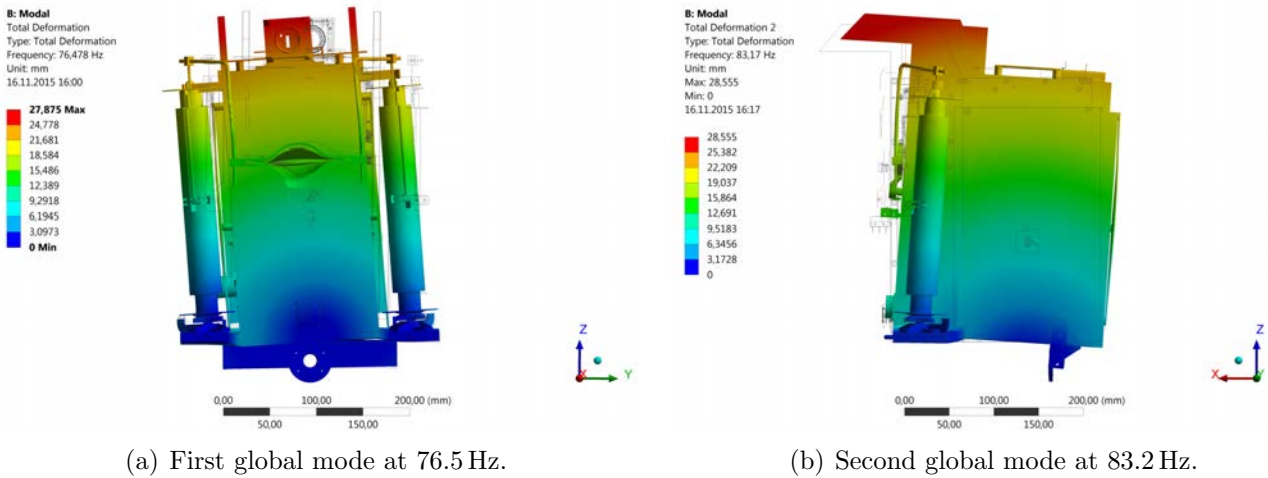 B: Modal
Total Deformation
Type: Total Deformation
Frequency: 76,478 Hz
Unit: mm
16.11.2015 16:00
27,875 Max
24,778
21,681
18,584
15,486
12,389
9,2918
6,1945
3,0973
0 Min
Z
X
Y
0,00
100,00
200,00 (mm)
50,00
150,00
(a) First global mode at 76.5 Hz.
B: Modal
Total Deformation 2
Type: Total Deformation
Frequency: 83,17 Hz
Unit: mm
Max: 28,555
Min: 0
16.11.2015 16:17
28,555
25,382
22,209
19,037
15,864
12,691
9,5183
6,3456
3,1728
0
Z
X
Y
0,00
100,00
200,00 (mm)
50,00
150,00
(b) Second global mode at 83.2 Hz.